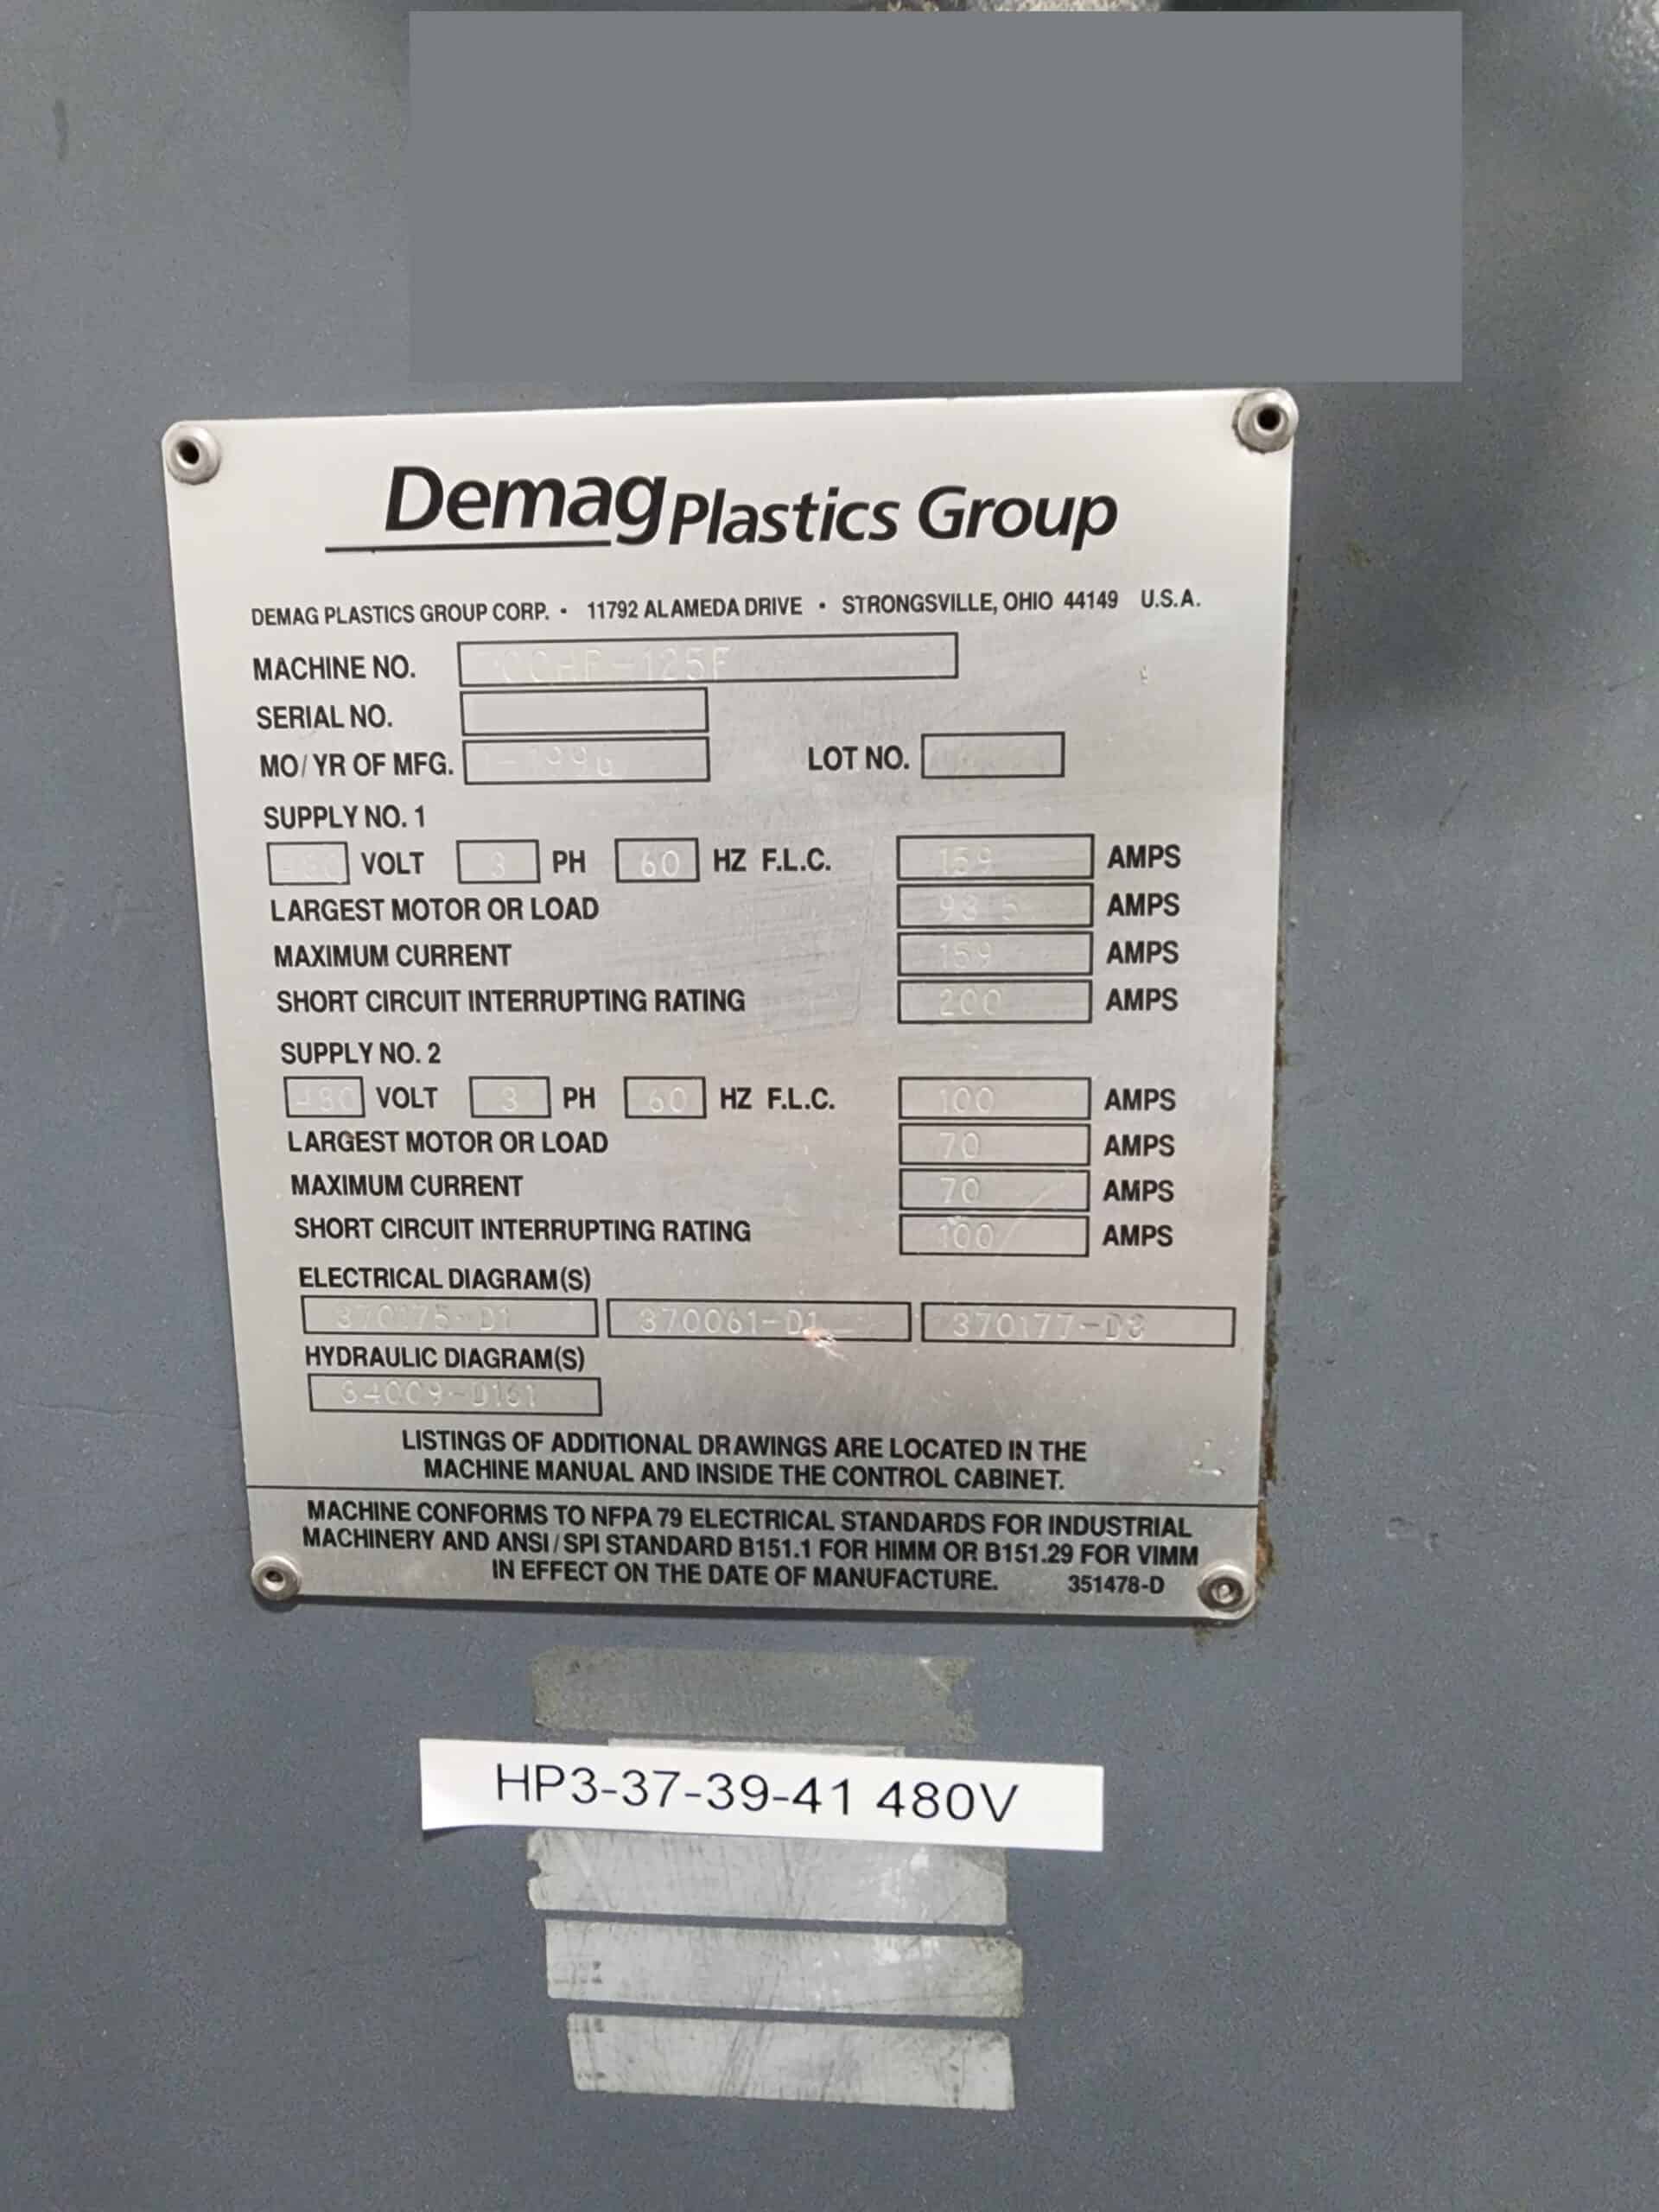 Demag Plastics Group
DEMAG PLASTICS GROUP CORP. • 11792 ALAMEDA DRIVE • STRONGSVILLE, OHIO 44149 U.S.A.
MACHINE NO.
SERIAL NO.
MO/YR OF MFG. LOT NO.
SUPPLY NO. 1
VOLT 3 PH 60 HZ F.L.C. 159 AMPS
LARGEST MOTOR OR LOAD 93.5 AMPS
MAXIMUM CURRENT 159 AMPS
SHORT CIRCUIT INTERRUPTING RATING 200 AMPS
SUPPLY NO. 2
480 VOLT 3 PH 60 HZ F.L.C. 100 AMPS
LARGEST MOTOR OR LOAD 70 AMPS
MAXIMUM CURRENT 70 AMPS
SHORT CIRCUIT INTERRUPTING RATING 100 AMPS
ELECTRICAL DIAGRAM(S)
370175-D1 370061-D1 370177-D3
HYDRAULIC DIAGRAM(S)
LISTINGS OF ADDITIONAL DRAWINGS ARE LOCATED IN THE
MACHINE MANUAL AND INSIDE THE CONTROL CABINET.
MACHINE CONFORMS TO NFPA 79 ELECTRICAL STANDARDS FOR INDUSTRIAL
MACHINERY AND ANSI/SPI STANDARD B151.1 FOR HIMM OR B151.29 FOR VIMM
IN EFFECT ON THE DATE OF MANUFACTURE. 351478-D
HP3-37-39-41 480V